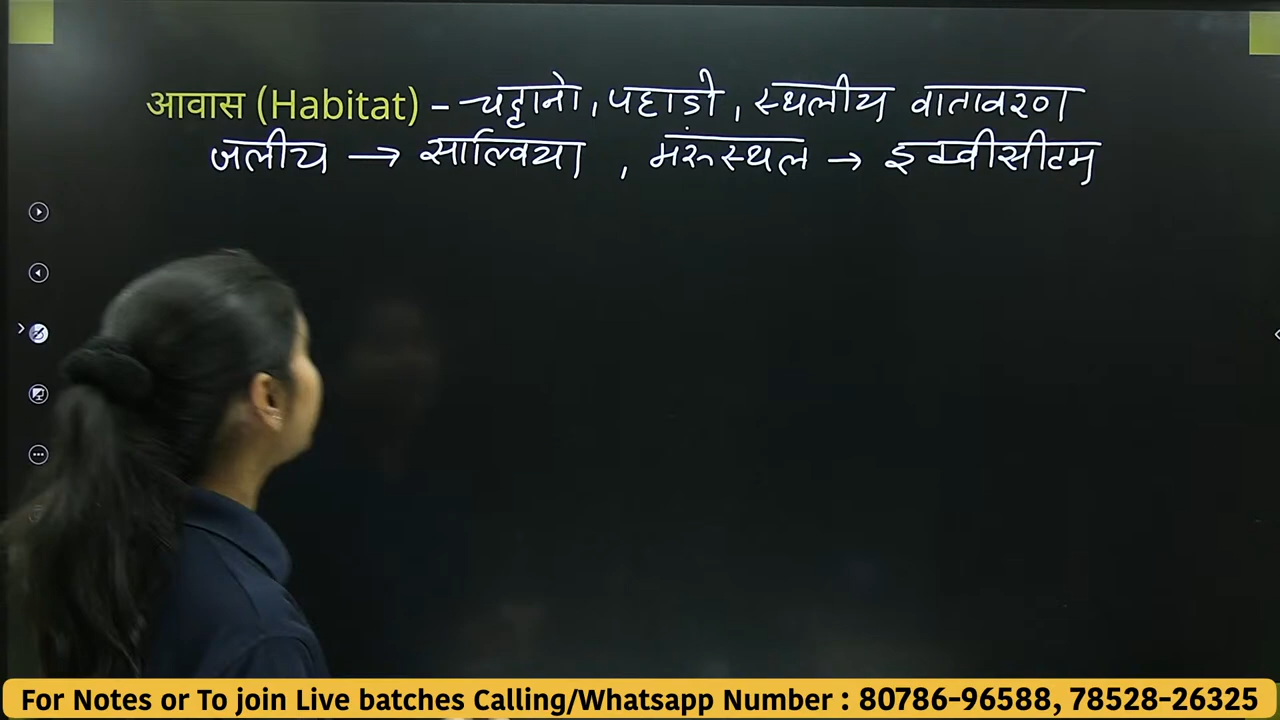 आवास (Habitat) – चट्टानो, पहाडी, स्थलीय वातावरण
जलीय → साल्विया, मरुस्थल → इक्वीसीटम
For Notes or To join Live batches Calling/Whatsapp Number : 80786-96588, 78528-26325